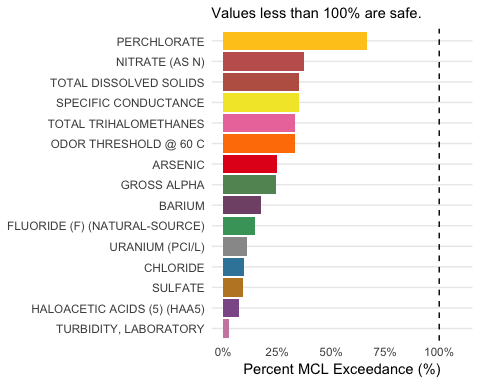 Values less than 100% are safe.
PERCHLORATE
NITRATE (AS N)
TOTAL DISSOLVED SOLIDS
SPECIFIC CONDUCTANCE
TOTAL TRIHALOMETHANES
ODOR THRESHOLD @ 60 C
ARSENIC
GROSS ALPHA
BARIUM
FLUORIDE (F) (NATURAL-SOURCE)
URANIUM (PCI/L)
CHLORIDE
SULFATE
HALOACETIC ACIDS (5) (HAA5)
TURBIDITY, LABORATORY
0% 25% 50% 75% 100%
Percent MCL Exceedance (%)